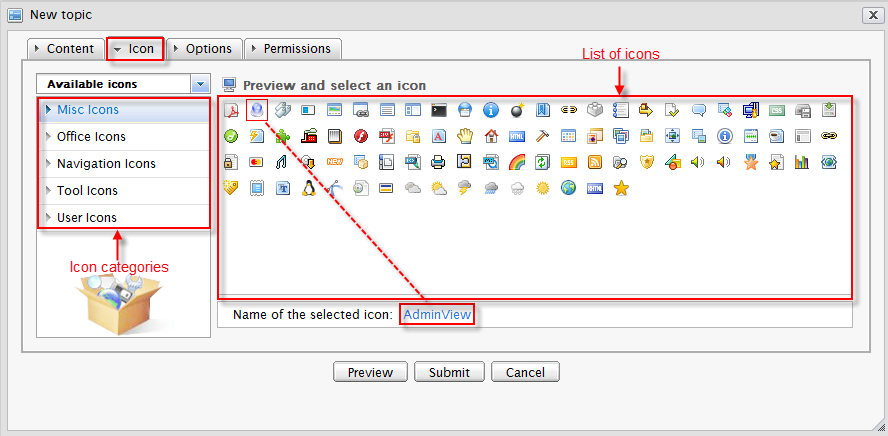 New topic
Content Icon Options Permissions
List of icons
Available icons
Preview and select an icon
Misc Icons
Office Icons
Navigation Icons
Tool Icons
User Icons
Icon categories
Name of the selected icon: AdminView
Preview Submit Cancel